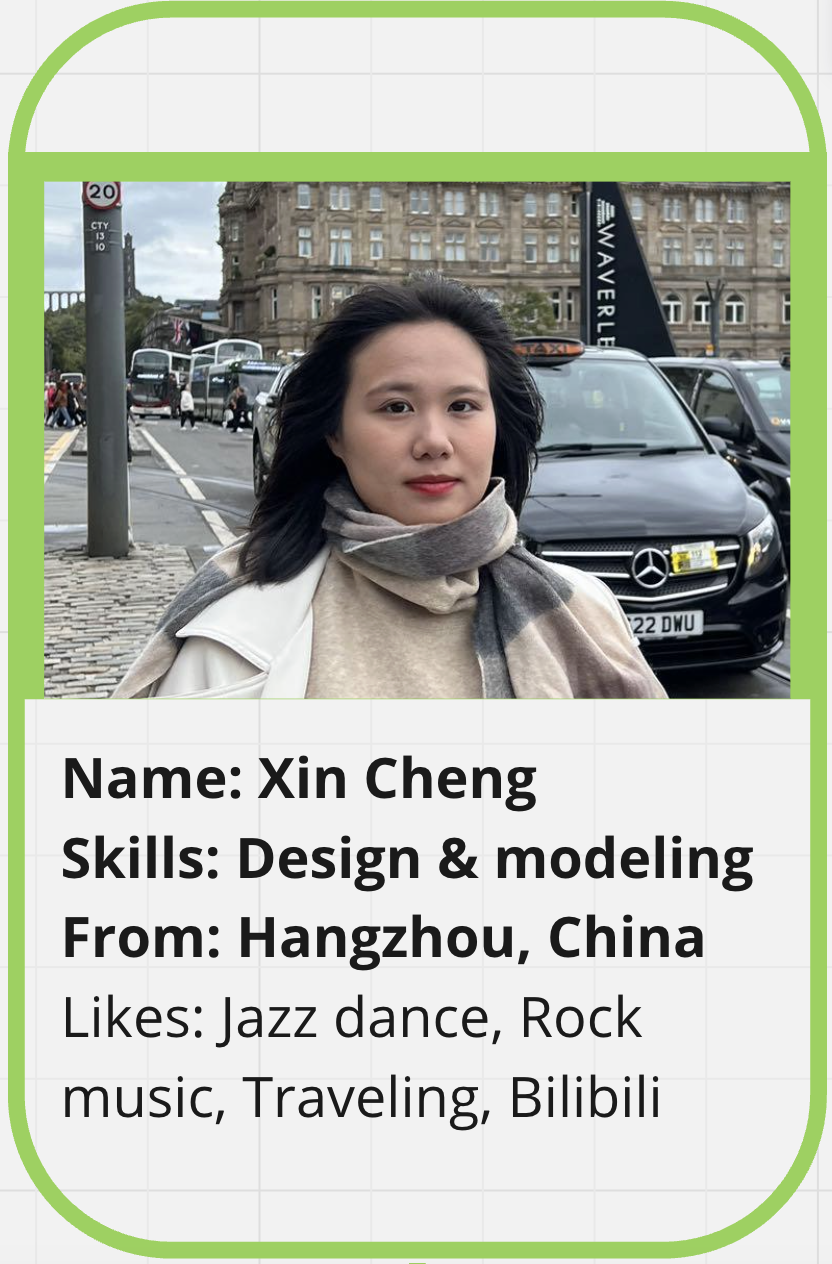 20
CTY
13
10
WAVERLE
TAXI
22 DWU
Name: Xin Cheng
Skills: Design & modeling
From: Hangzhou, China
Likes: Jazz dance, Rock
music, Traveling, Bilibili